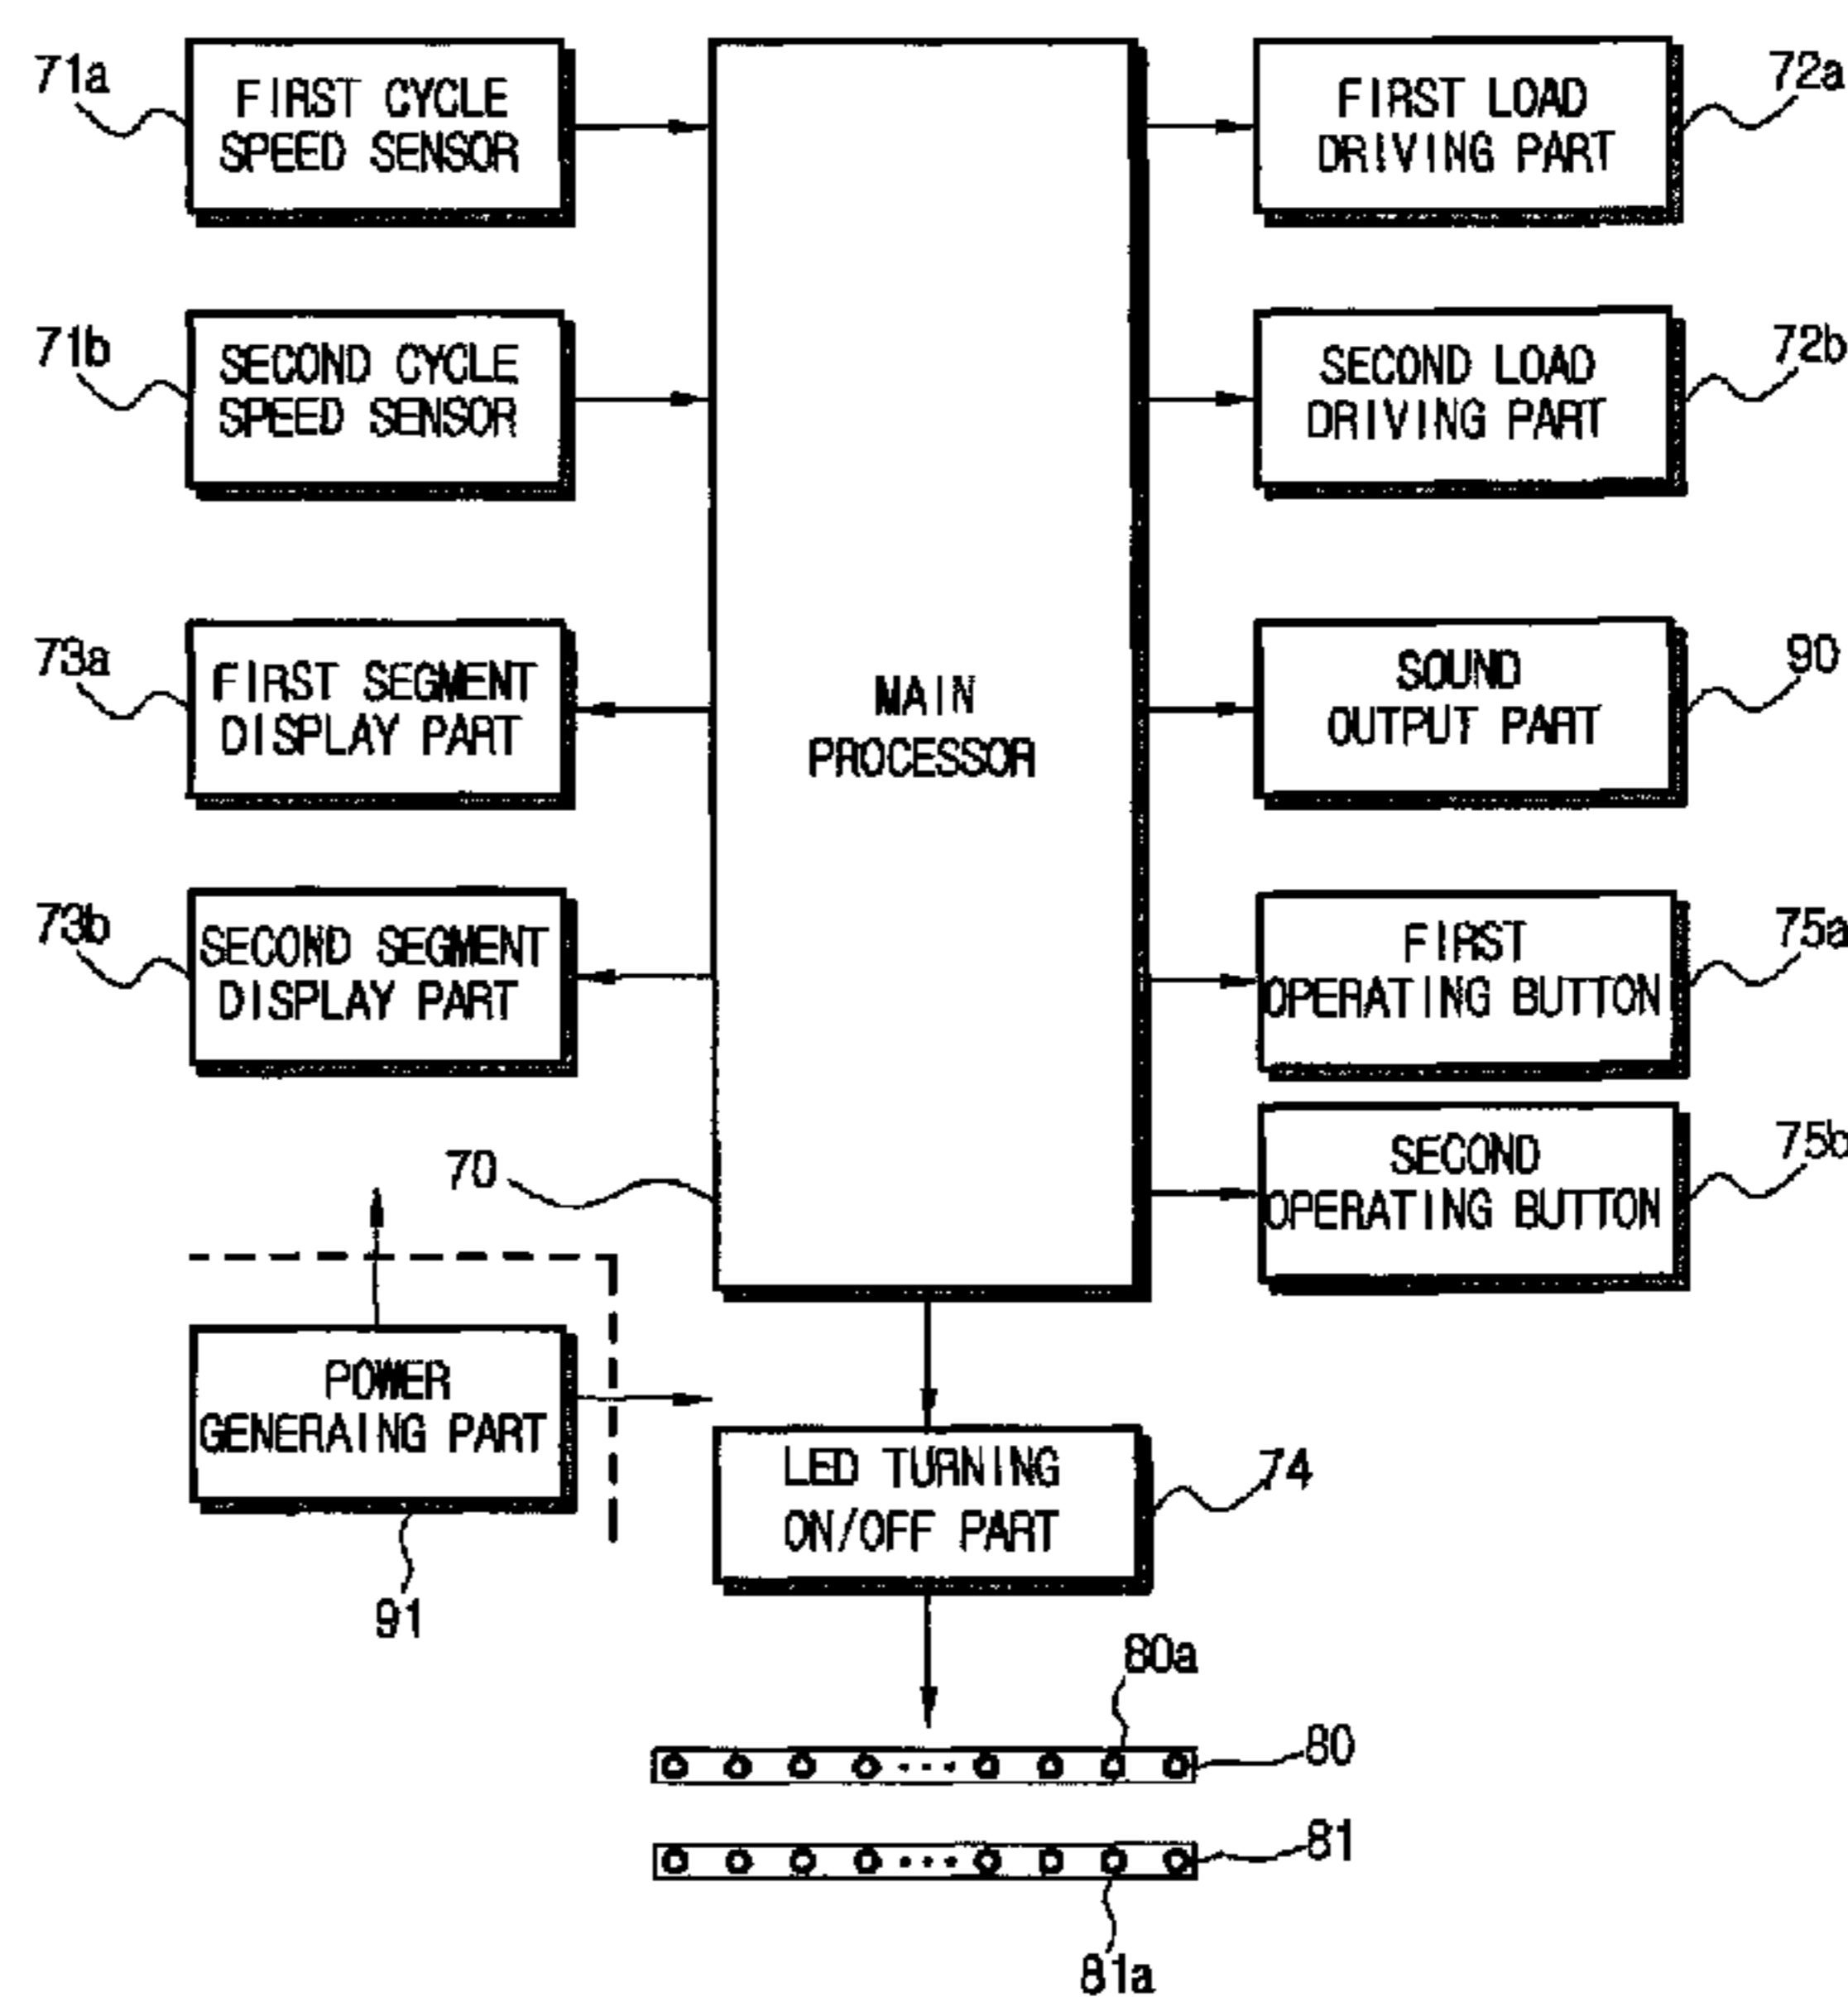 71a
FIRST CYCLE
SPEED SENSOR
FIRST LOAD
DRIVING PART
72a
71b
SECOND CYCLE
SPEED SENSOR
SECOND LOAD
DRIVING PART
72b
73a
FIRST SEGMENT
DISPLAY PART
MAIN
PROCESSOR
SOUND
OUTPUT PART
90
73b
SECOND SEGMENT
DISPLAY PART
FIRST
OPERATING BUTTON
75a
70
SECOND
OPERATING BUTTON
75b
POWER
GENERAING PART
91
LED TURNING
ON/OFF PART
74
80a
80
81
81a